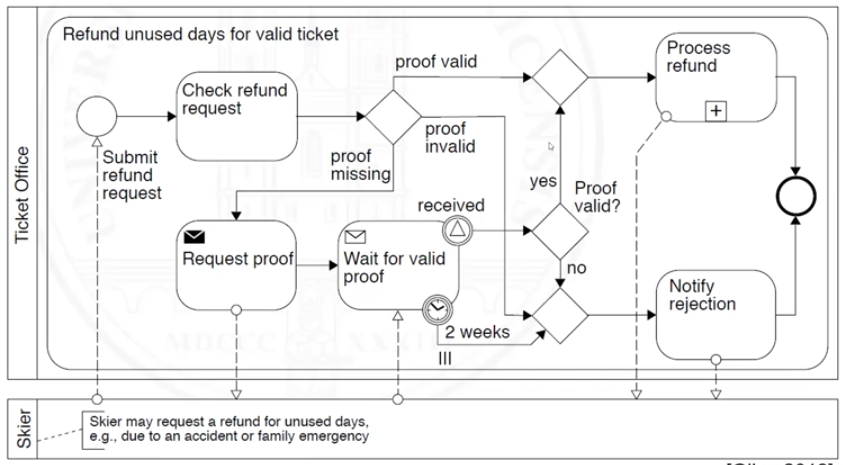 Refund unused days for valid ticket
Ticket Office
Submit
refund
request
Check refund
request
proof valid
proof
invalid
proof
missing
Process
refund
Request proof
received
Wait for valid
proof
2 weeks
yes
Proof
valid?
no
Notify
rejection
Skier
Skier may request a refund for unused days,
e.g., due to an accident or family emergency